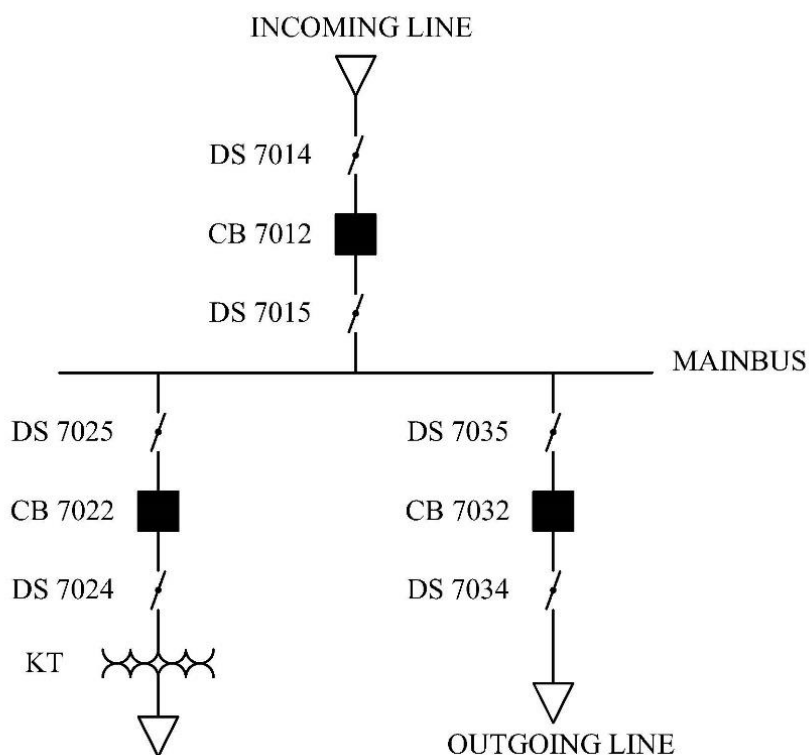 INCOMING LINE
DS 7014
CB 7012
DS 7015
MAINBUS
DS 7025
DS 7035
CB 7022
CB 7032
DS 7024
DS 7034
KT
OUTGOING LINE